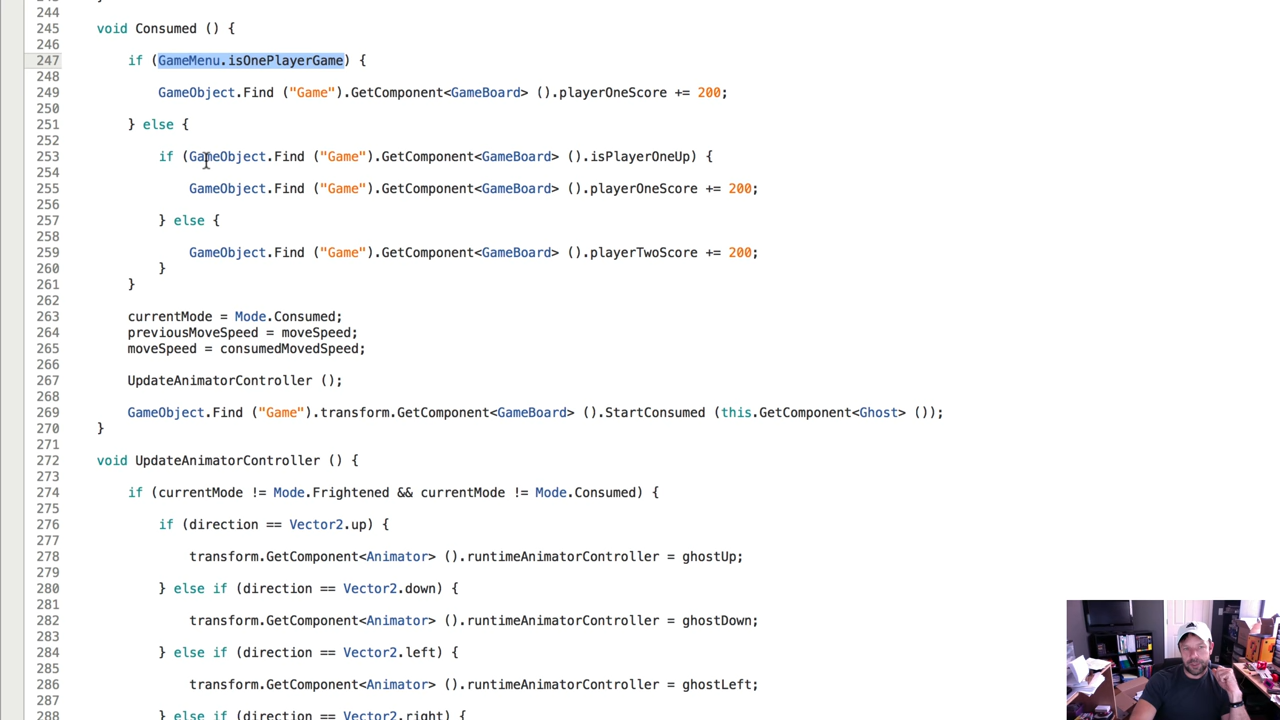 244
245 void Consumed () {
246
247 if (GameMenu.isOnePlayerGame) {
248
249 GameObject.Find ("Game").GetComponent<GameBoard> ().playerOneScore += 200;
250
251 } else {
252
253 if (GameObject.Find ("Game").GetComponent<GameBoard> ().isPlayerOneUp) {
254
255 GameObject.Find ("Game").GetComponent<GameBoard> ().playerOneScore += 200;
256
257 } else {
258
259 GameObject.Find ("Game").GetComponent<GameBoard> ().playerTwoScore += 200;
260 }
261 }
262
263 currentMode = Mode.Consumed;
264 previousMoveSpeed = moveSpeed;
265 moveSpeed = consumedMovedSpeed;
266
267 UpdateAnimatorController ();
268
269 GameObject.Find ("Game").transform.GetComponent<GameBoard> ().StartConsumed (this.GetComponent<Ghost> ());
270 }
271
272 void UpdateAnimatorController () {
273
274 if (currentMode != Mode.Frightened && currentMode != Mode.Consumed) {
275
276 if (direction == Vector2.up) {
277
278 transform.GetComponent<Animator> ().runtimeAnimatorController = ghostUp;
279
280 } else if (direction == Vector2.down) {
281
282 transform.GetComponent<Animator> ().runtimeAnimatorController = ghostDown;
283
284 } else if (direction == Vector2.left) {
285
286 transform.GetComponent<Animator> ().runtimeAnimatorController = ghostLeft;
287
288 } else if (direction == Vector2.right) {